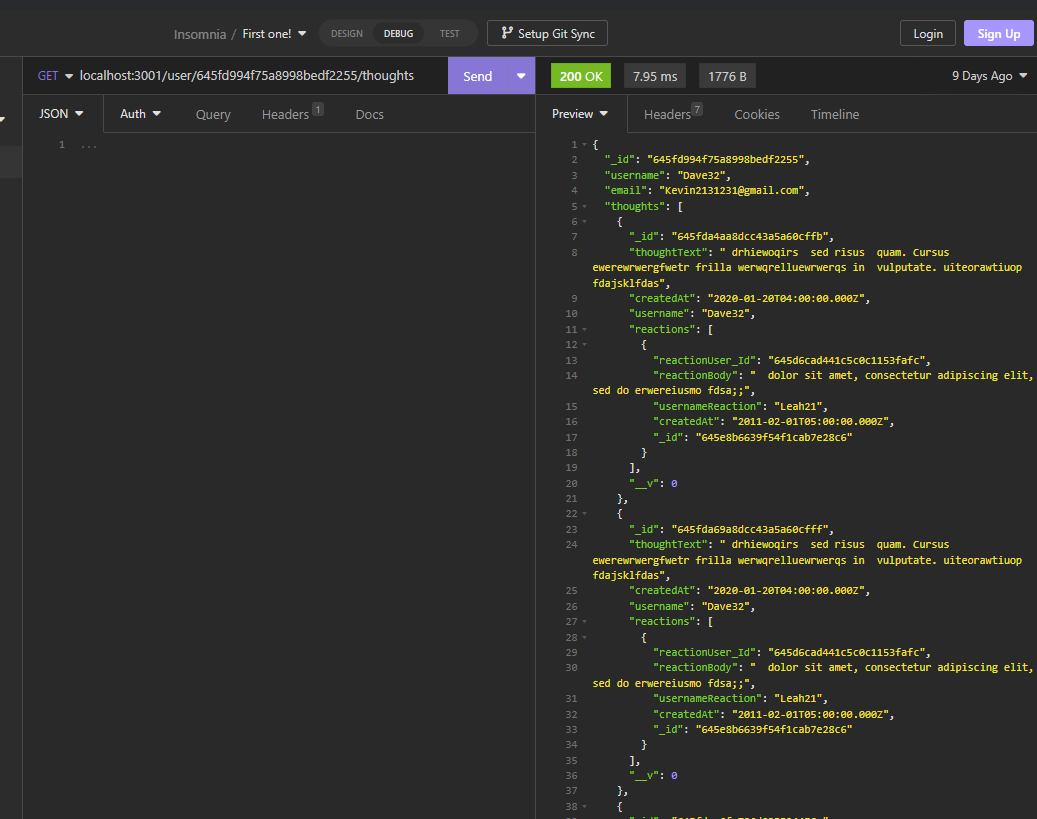 Insomnia / First one! DESIGN DEBUG TEST Setup Git Sync Login Sign Up
GET localhost:3001/user/645fd994f75a8998bedf2255/thoughts Send 200 OK 7.95 ms 1776 B 9 Days Ago
JSON Auth Query Headers 1 Docs
1 ...
Preview Headers 7 Cookies Timeline
1 {
2 "_id": "645fd994f75a8998bedf2255",
3 "username": "Dave32",
4 "email": "Kevin2131231@gmail.com",
5 "thoughts": [
6 {
7 "_id": "645fda4aa8dcc43a5a60cffb",
8 "thoughtText": " drhiewoqirs  sed risus  quam. Cursus
ewerewrwergfwetr frilla werwqrelluewrwerqs in  vulputate. uiteorawtiuop
fdajsklfdas",
9 "createdAt": "2020-01-20T04:00:00.000Z",
10 "username": "Dave32",
11 "reactions": [
12 {
13 "reactionUser_Id": "645d6cad441c5c0c1153fafc",
14 "reactionBody": "  dolor sit amet, consectetur adipiscing elit,
sed do erwereiusmo fdsa;;",
15 "usernameReaction": "Leah21",
16 "createdAt": "2011-02-01T05:00:00.000Z",
17 "_id": "645e8b6639f54f1cab7e28c6"
18 }
19 ],
20 "__v": 0
21 },
22 {
23 "_id": "645fda69a8dcc43a5a60cfff",
24 "thoughtText": " drhiewoqirs  sed risus  quam. Cursus
ewerewrwergfwetr frilla werwqrelluewrwerqs in  vulputate. uiteorawtiuop
fdajsklfdas",
25 "createdAt": "2020-01-20T04:00:00.000Z",
26 "username": "Dave32",
27 "reactions": [
28 {
29 "reactionUser_Id": "645d6cad441c5c0c1153fafc",
30 "reactionBody": "  dolor sit amet, consectetur adipiscing elit,
sed do erwereiusmo fdsa;;",
31 "usernameReaction": "Leah21",
32 "createdAt": "2011-02-01T05:00:00.000Z",
33 "_id": "645e8b6639f54f1cab7e28c6"
34 }
35 ],
36 "__v": 0
37 },
38 {